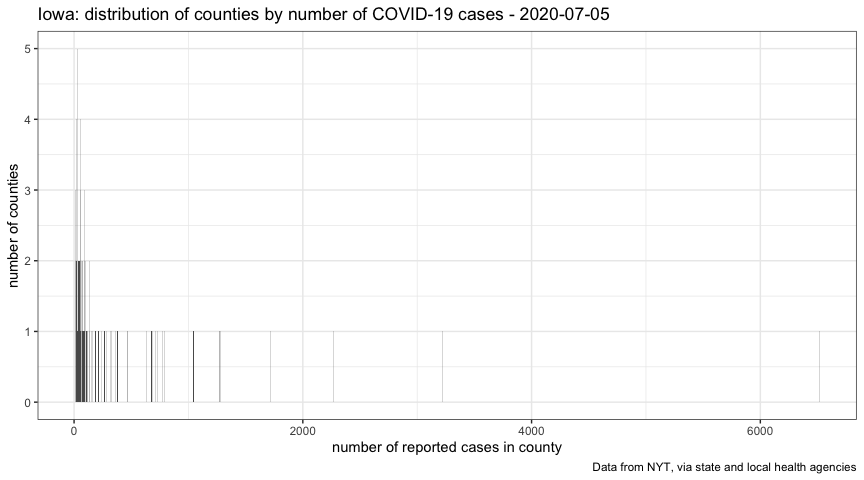 Iowa: distribution of counties by number of COVID-19 cases - 2020-07-05
5
4
3
2
1
0
number of counties
0 2000 4000 6000
number of reported cases in county
Data from NYT, via state and local health agencies